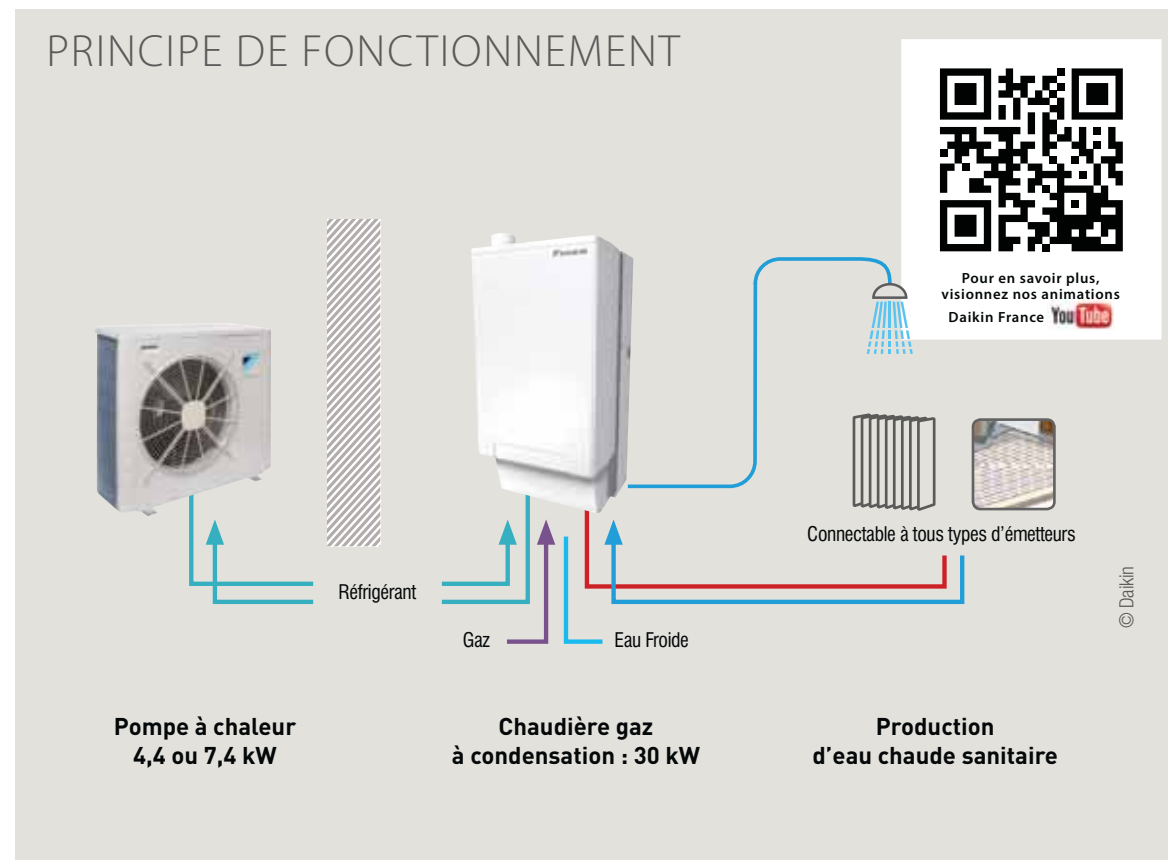 PRINCIPE DE FONCTIONNEMENT
Pour en savoir plus,
visionnez nos animations
Daikin France YouTube
DAIKIN
Connectable à tous types d'émetteurs
Réfrigérant
Gaz
Eau Froide
© Daikin
Pompe à chaleur
4,4 ou 7,4 kW
Chaudière gaz
à condensation : 30 kW
Production
d'eau chaude sanitaire